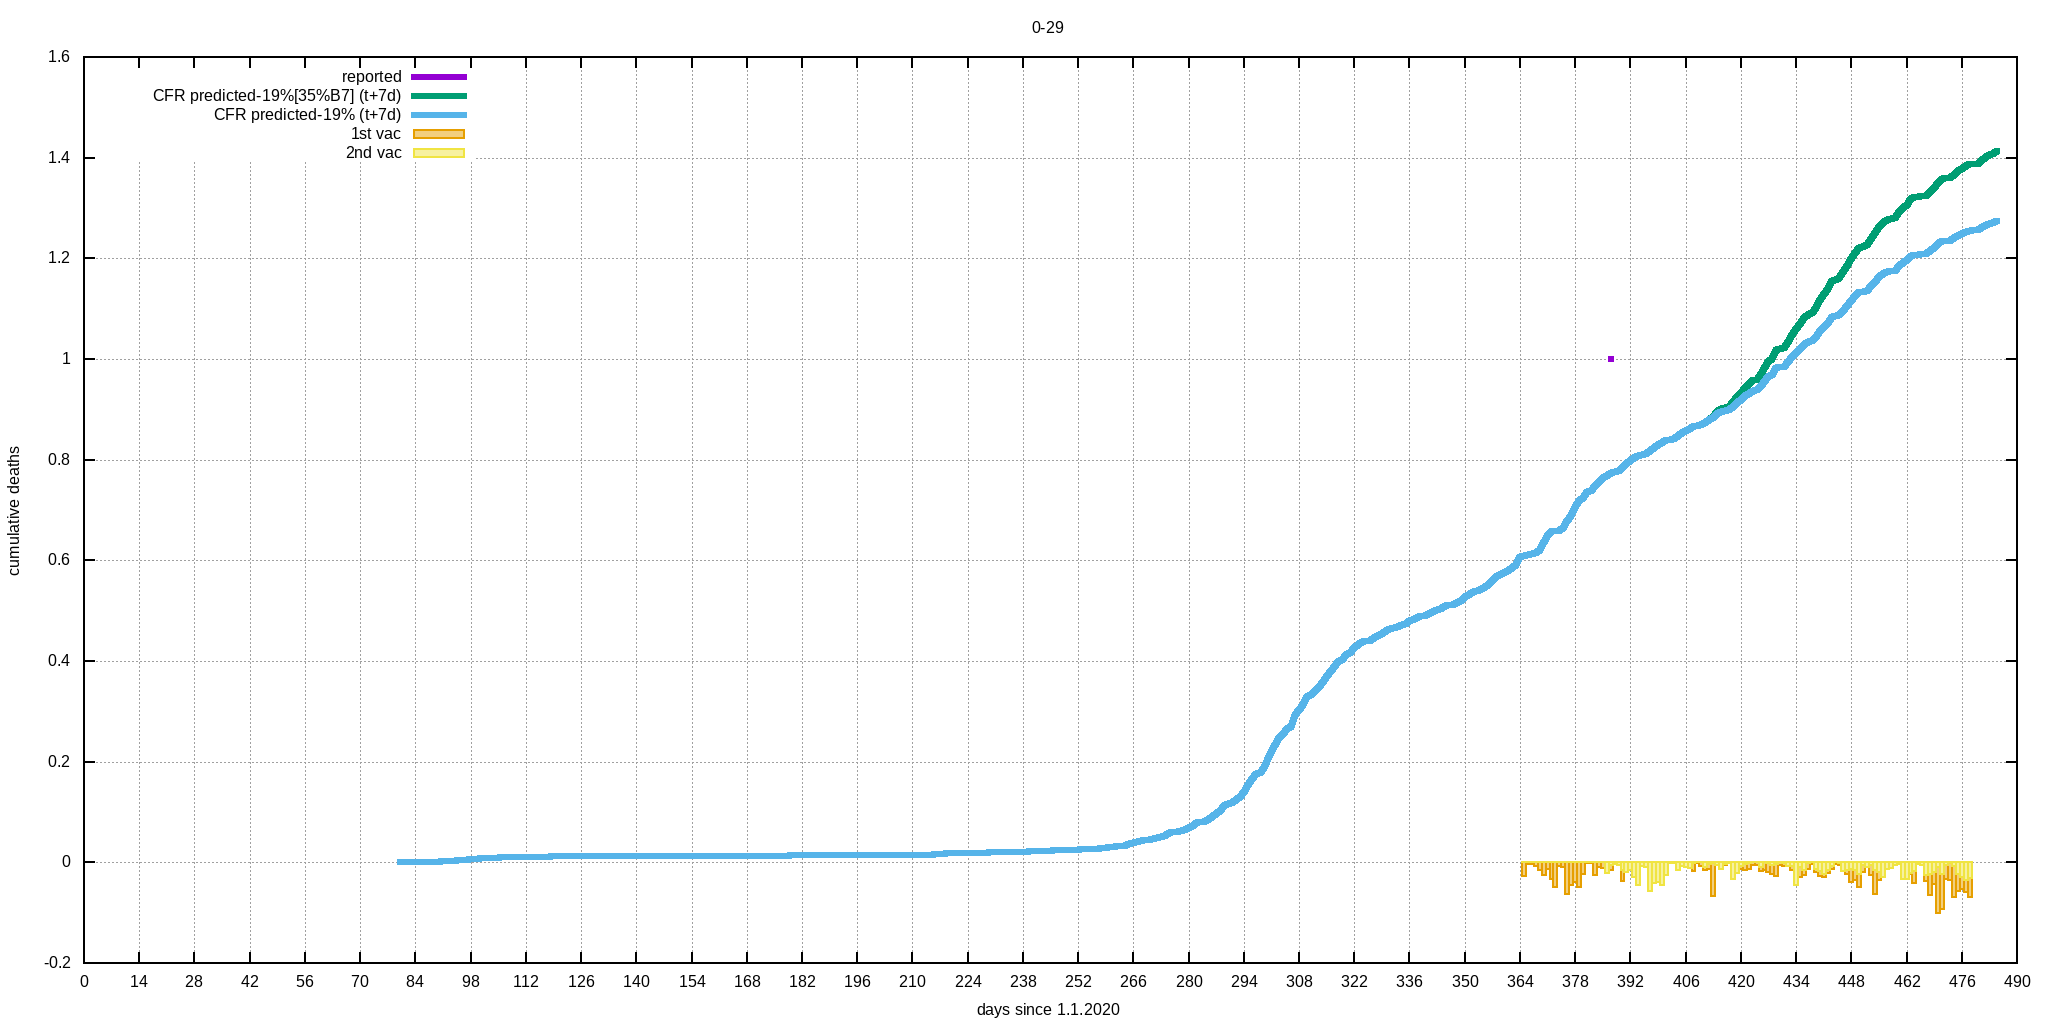 0-29
reported
CFR predicted-19%[35%B7] (t+7d)
CFR predicted-19% (t+7d)
1st vac
2nd vac
1.6
1.4
1.2
1
0.8
0.6
0.4
0.2
0
-0.2
cumulative deaths
0 14 28 42 56 70 84 98 112 126 140 154 168 182 196 210 224 238 252 266 280 294 308 322 336 350 364 378 392 406 420 434 448 462 476 490
days since 1.1.2020